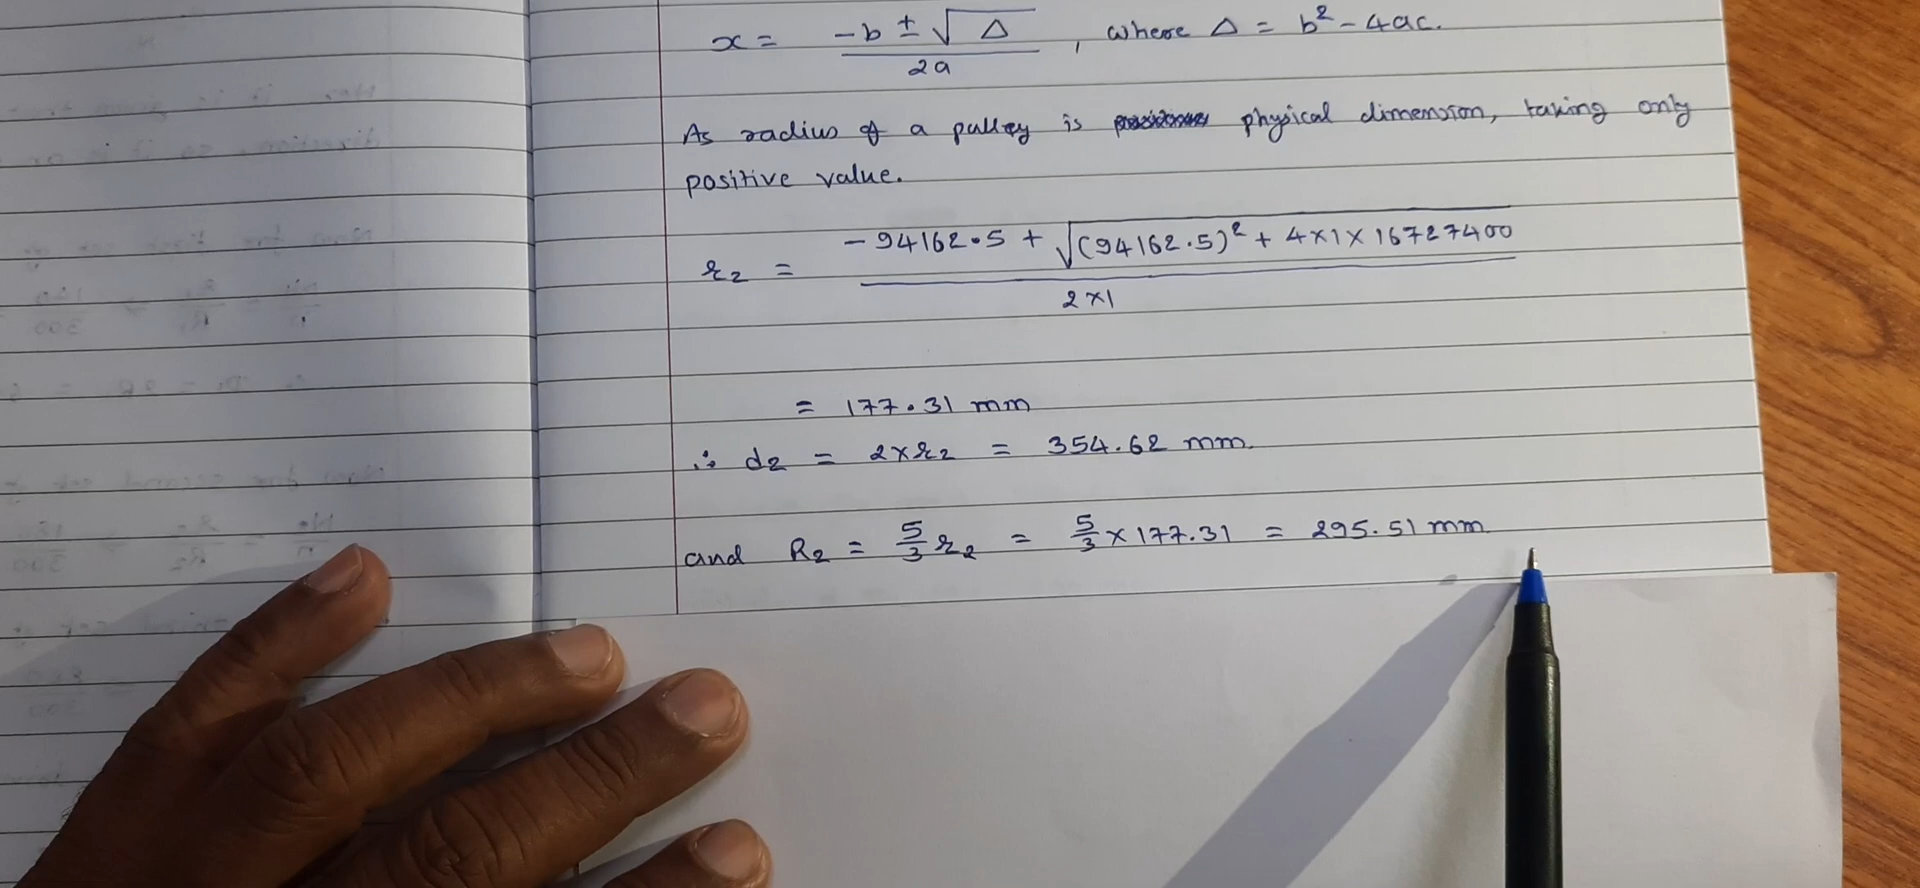 x = -b ± √Δ / 2a , where Δ = b² - 4ac.
As radius of a pulley is physical dimension, taking only
positive value.
r₂ = -94162.5 + √(94162.5)² + 4×1×16727400 / 2×1
= 177.31 mm
∴ d₂ = 2×r₂ = 354.62 mm.
and R₂ = 5/3 r₂ = 5/3 × 177.31 = 295.51 mm